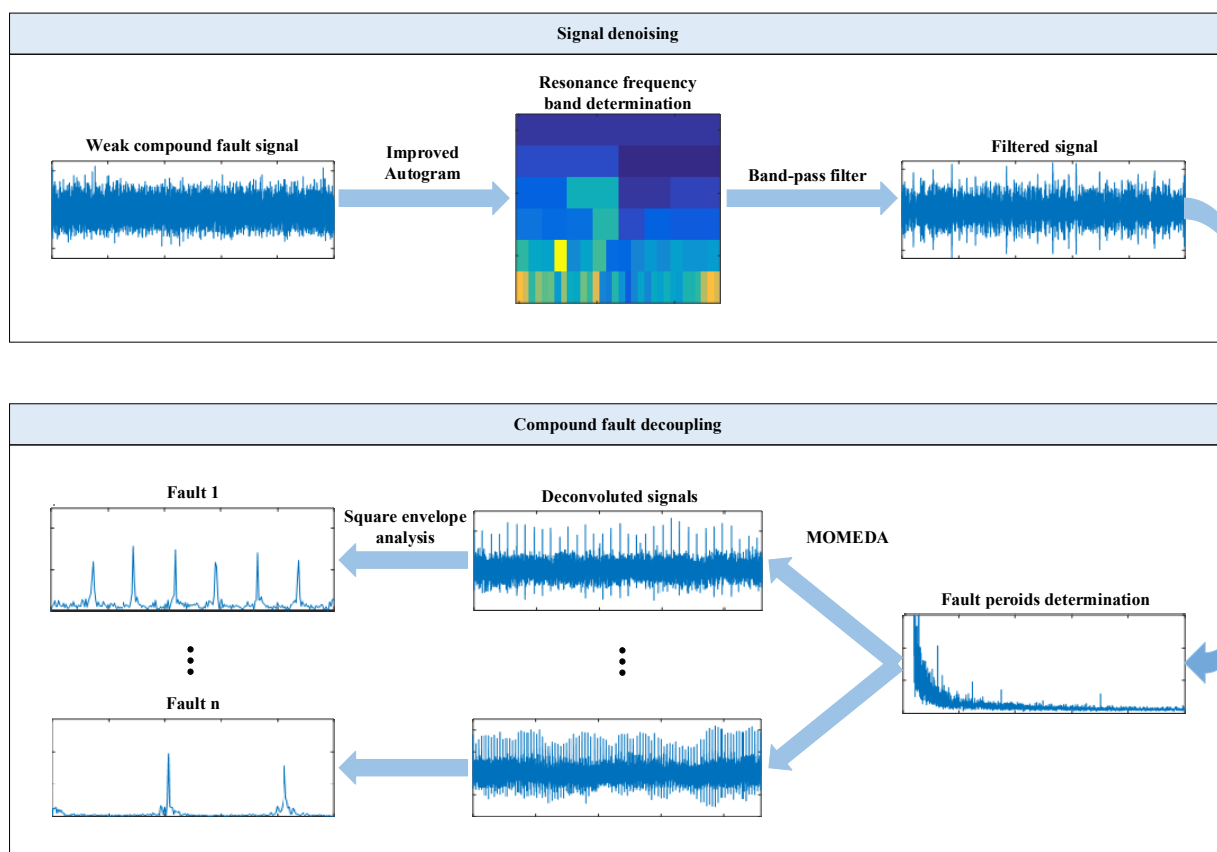 Signal denoising
Resonance frequency
band determination
Weak compound fault signal
Improved
Autogram
Band-pass filter
Filtered signal
Compound fault decoupling
Fault 1
Square envelope
analysis
Deconvoluted signals
MOMEDA
Fault peroids determination
Fault n